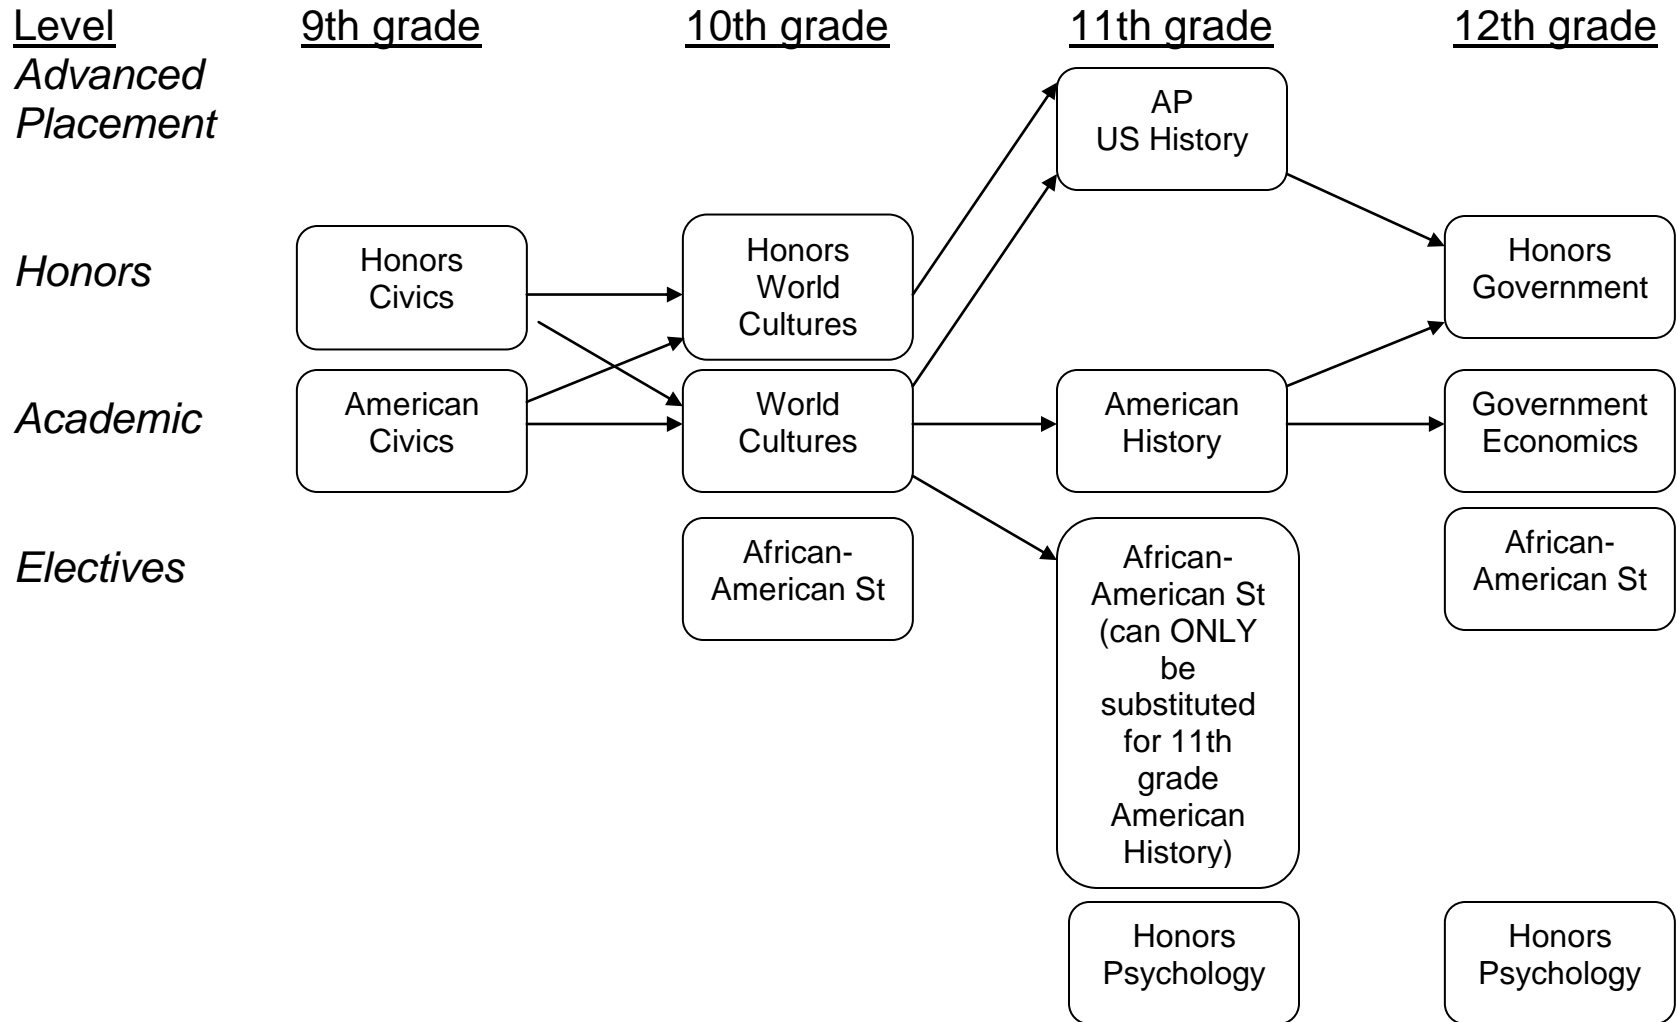 Level 9th grade 10th grade 11th grade 12th grade
Advanced
Placement
AP
US History
Honors
Honors
Civics
Honors
World
Cultures
Honors
Government
Academic
American
Civics
World
Cultures
American
History
Government
Economics
Electives
African-
American St
African-
American St
(can ONLY
be
substituted
for 11th
grade
American
History)
African-
American St
Honors
Psychology
Honors
Psychology